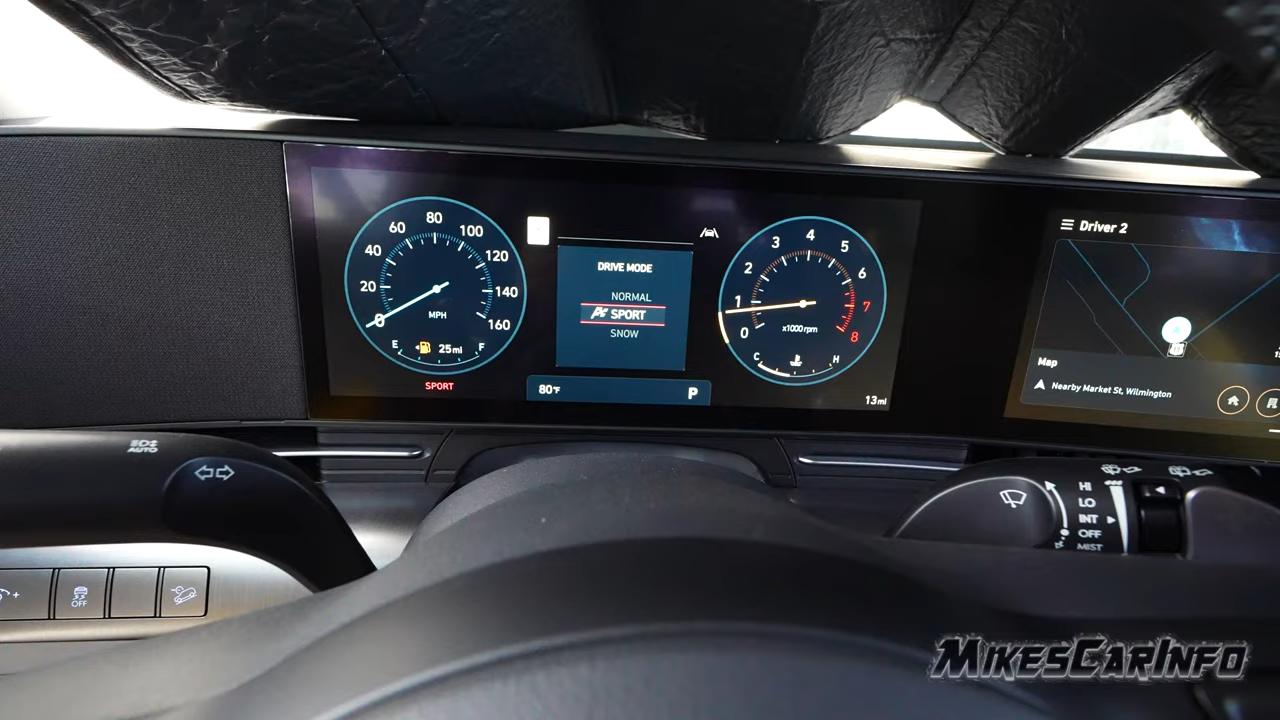 80
60
100
40
120
20
140
0
160
MPH
E
25mi
F
SPORT
DRIVE MODE
NORMAL
SPORT
SNOW
80°F
P
4
3
5
2
6
1
7
0
8
x1000rpm
C
H
13mi
Driver 2
Map
Nearby Market St, Wilmington
AUTO
OFF
HI
LO
INT
OFF
MIST
MIKESCARINFO